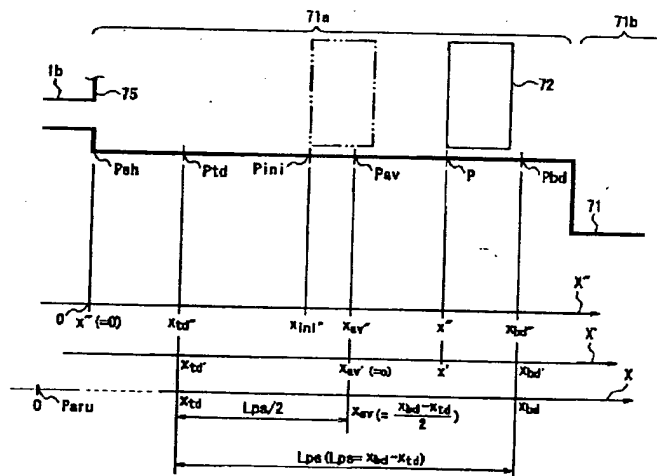 71a
71b
1b
75
72
Psh
Ptd
Pini
Pav
P
Pbd
71
X'''
0
x''' (=0)
xtd''
xini''
xav''
x''
xbd''
X'
xtd'
xav' (=0)
x'
xbd'
X
0
Paru
xtd
Lps/2
xav (= xbd-xtd / 2)
xbd
Lps (Lps= xbd-xtd)